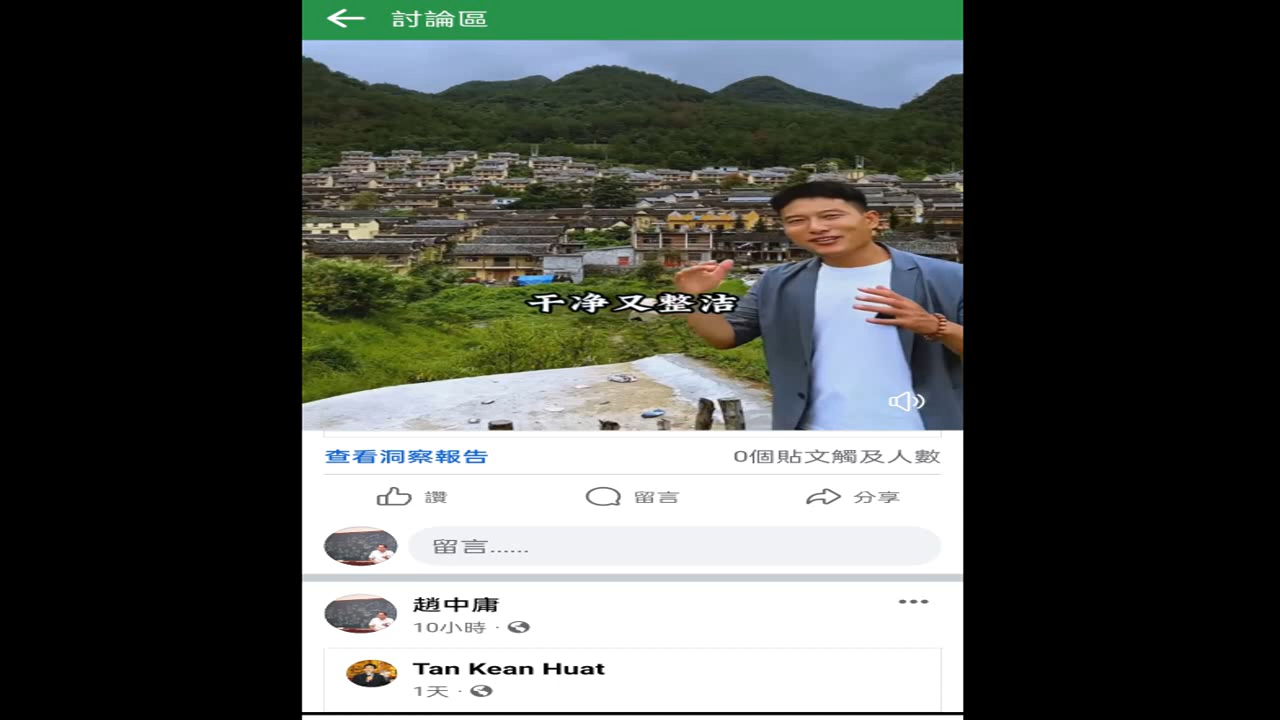 討論區
干净又整洁
查看洞察報告
0個貼文觸及人數
讚
留言
分享
留言......
趙中庸
10小時 ·
Tan Kean Huat
1天 ·